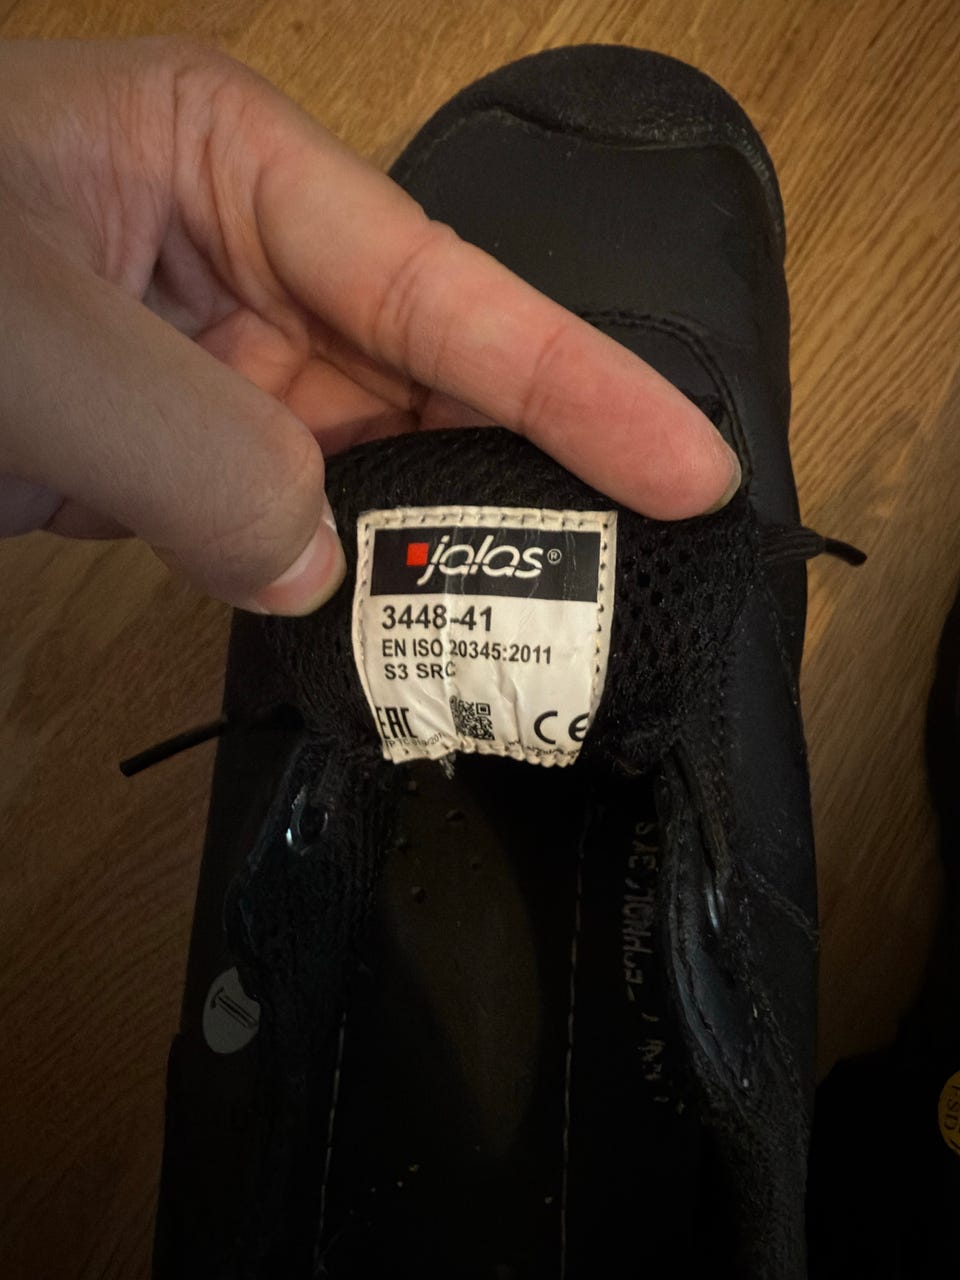 jalas®
3448-41
EN ISO 20345:2011
S3 SRC
EAC
CE